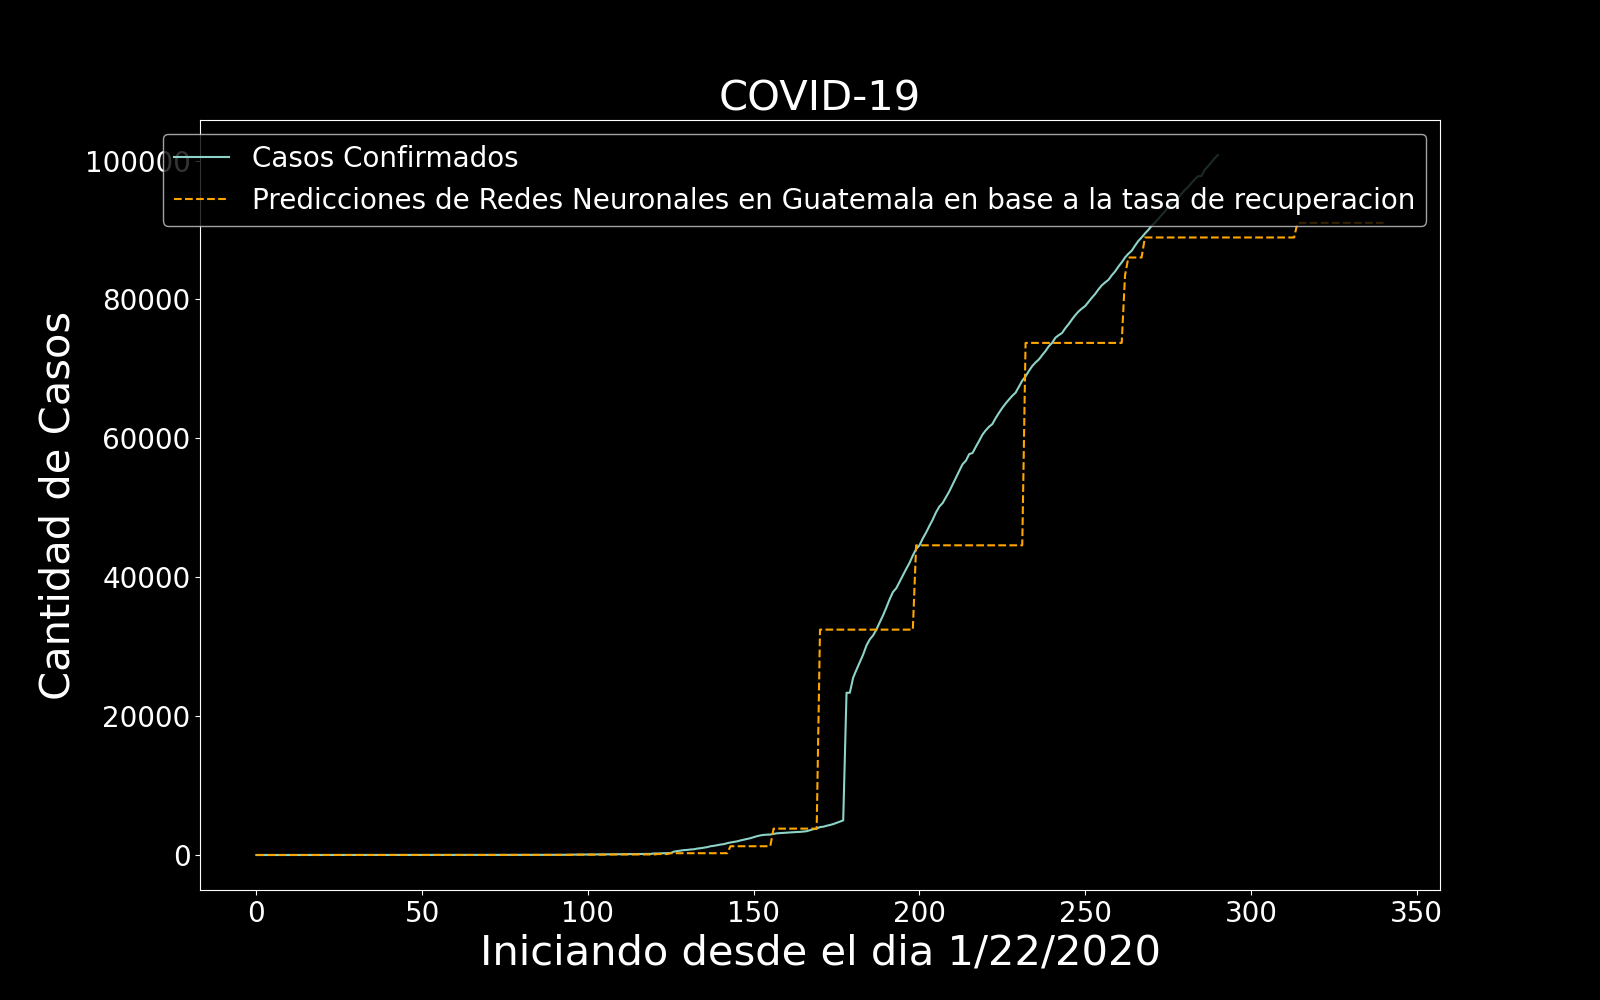 COVID-19
Casos Confirmados
Predicciones de Redes Neuronales en Guatemala en base a la tasa de recuperacion
Cantidad de Casos
100000
80000
60000
40000
20000
0
0 50 100 150 200 250 300 350
Iniciando desde el dia 1/22/2020